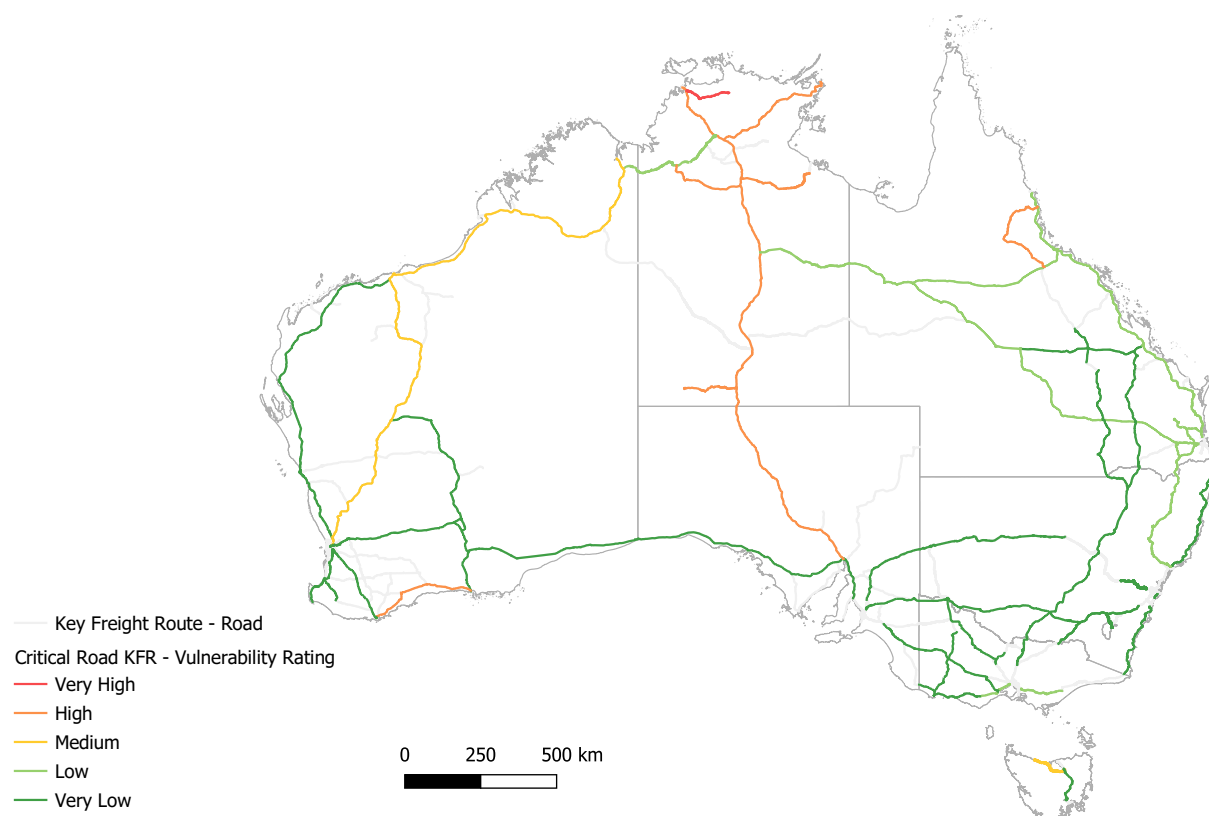 Key Freight Route - Road
Critical Road KFR - Vulnerability Rating
Very High
High
Medium
Low
Very Low
0 250 500 km